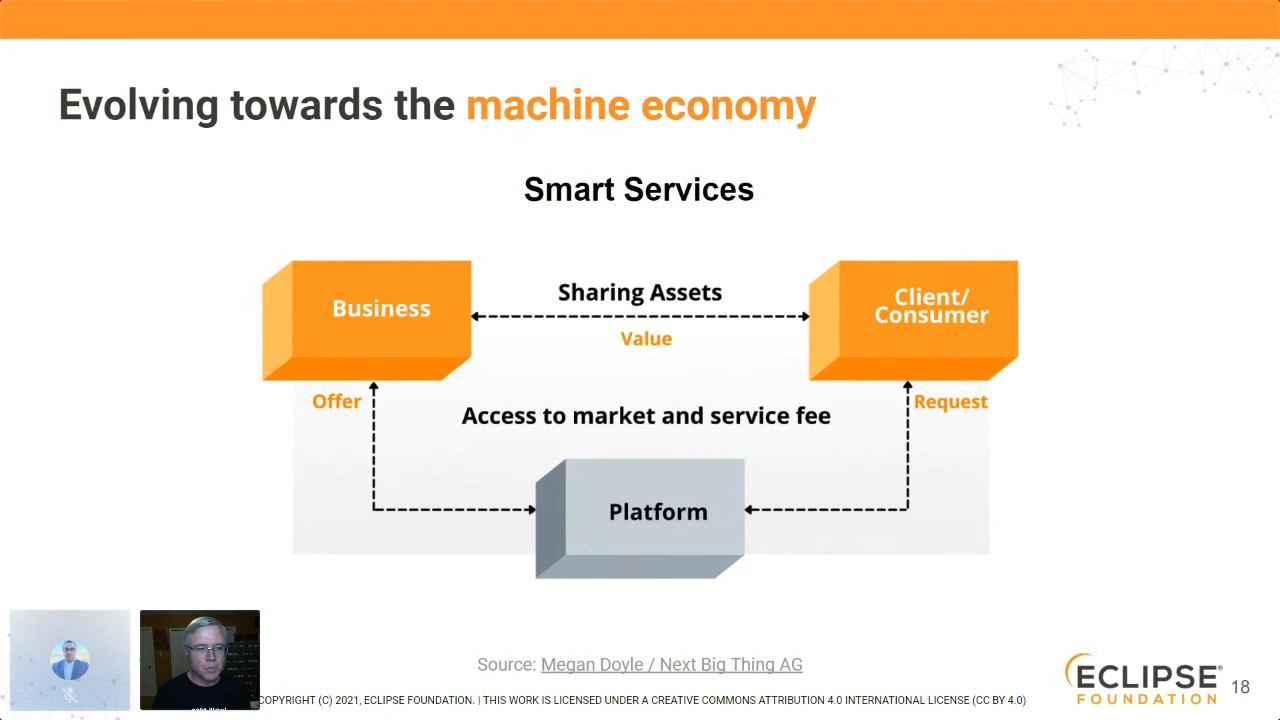 Evolving towards the machine economy
Smart Services
Business
Sharing Assets
Value
Client/
Consumer
Offer
Access to market and service fee
Request
Platform
Source: Megan Doyle / Next Big Thing AG
COPYRIGHT (C) 2021, ECLIPSE FOUNDATION. | THIS WORK IS LICENSED UNDER A CREATIVE COMMONS ATTRIBUTION 4.0 INTERNATIONAL LICENSE (CC BY 4.0)
ECLIPSE®
FOUNDATION
18